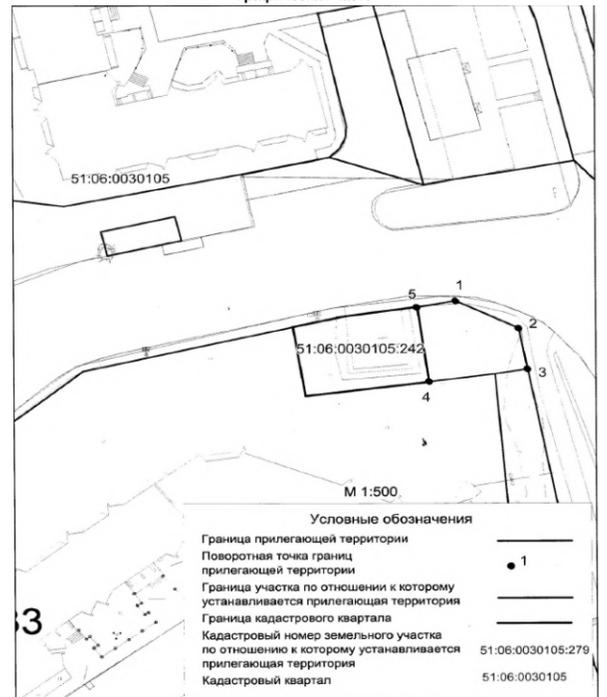 51:06:0030105
5
1
2
51:06:0030105:242
3
4
М 1:500
Условные обозначения
Граница прилегающей территории
Поворотная точка границ
прилегающей территории
1
Граница участка по отношении к которому
устанавливается прилегающая территория
Граница кадастрового квартала
Кадастровый номер земельного участка
по отношению к которому устанавливается
прилегающая территория
51:06:0030105:279
Кадастровый квартал
51:06:0030105
33